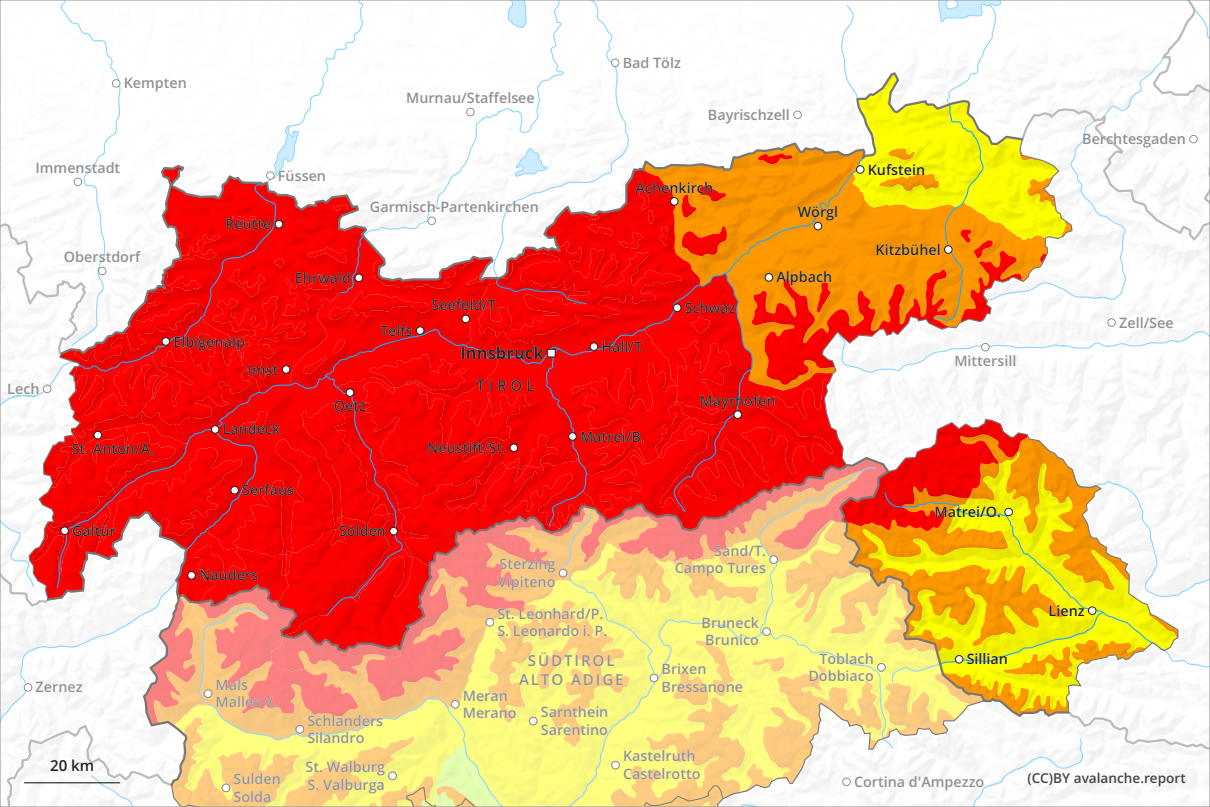 Kempten
Bad Tölz
Murnau/Staffelsee
Bayrischzell
Berchtesgaden
Immenstadt
Füssen
Kufstein
Achenkirch
Garmisch-Partenkirchen
Wörgl
Reutte
Kitzbühel
Oberstdorf
Ehrwald
Alpbach
Seefeld/T.
Schwaz
Zell/See
Telfs
Elbigenalp
Innsbruck
Hall/T.
Mittersill
Imst
TIROL
Lech
Oetz
Mayrhofen
Landeck
Matrei/B.
St. Anton/A.
Neustift/St.
Serfaus
Matrei/O.
Galtür
Sölden
Sand/T.
Campo Tures
Sterzing
Vipiteno
Nauders
St. Leonhard/P.
S. Leonardo i. P.
Lienz
Bruneck
Brunico
SÜDTIROL
ALTO ADIGE
Sillian
Toblach
Dobbiaco
Brixen
Bressanone
Zernez
Mals
Malles V.
Meran
Merano
Sarnthein
Sarentino
Schlanders
Silandro
Kastelruth
Castelrotto
St. Walburg
S. Valburga
20 km
Sulden
Solda
Cortina d'Ampezzo
(CC)BY avalanche.report